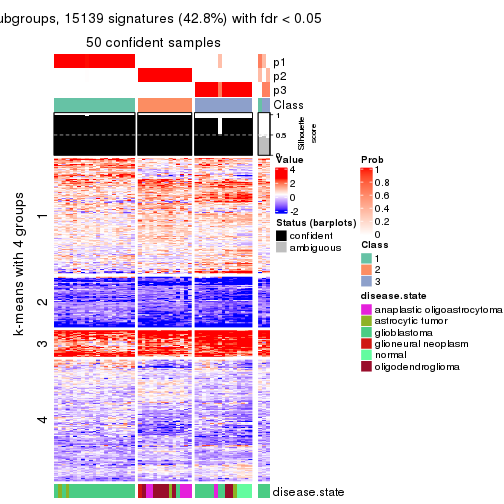 ubgroups, 15139 signatures (42.8%) with fdr < 0.05
50 confident samples
p1
p2
p3
Class
1
0.5
0
Silhouette
score
k-means with 4 groups
1
2
3
4
Value
4
2
0
-2
Status (barplots)
confident
ambiguous
Prob
1
0.8
0.6
0.4
0.2
0
Class
1
2
3
disease.state
anaplastic oligoastrocytoma
astrocytic tumor
glioblastoma
glioneural neoplasm
normal
oligodendroglioma
disease.state